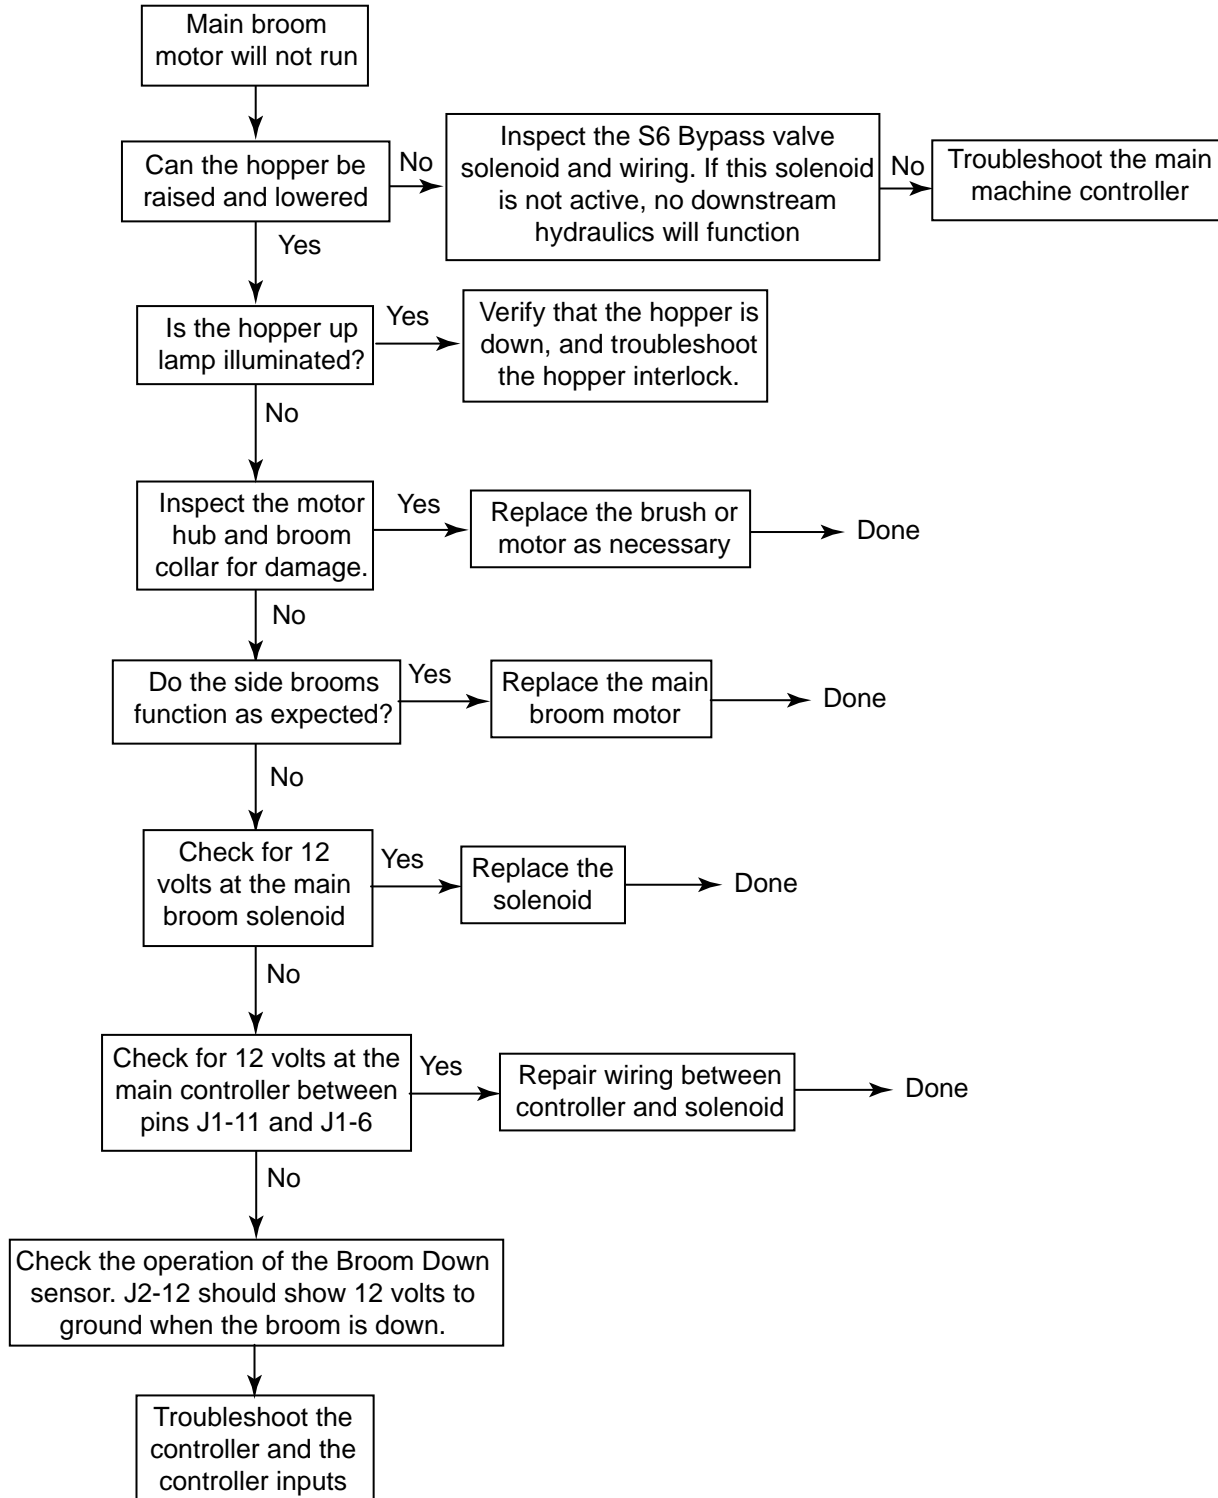 Main broom
motor will not run
Can the hopper be
raised and lowered
No
Inspect the S6 Bypass valve
solenoid and wiring. If this solenoid
is not active, no downstream
hydraulics will function
No
Troubleshoot the main
machine controller
Yes
Is the hopper up
lamp illuminated?
Yes
Verify that the hopper is
down, and troubleshoot
the hopper interlock.
No
Inspect the motor
hub and broom
collar for damage.
Yes
Replace the brush or
motor as necessary
Done
No
Do the side brooms
function as expected?
Yes
Replace the main
broom motor
Done
No
Check for 12
volts at the main
broom solenoid
Yes
Replace the
solenoid
Done
No
Check for 12 volts at the
main controller between
pins J1-11 and J1-6
Yes
Repair wiring between
controller and solenoid
Done
No
Check the operation of the Broom Down
sensor. J2-12 should show 12 volts to
ground when the broom is down.
Troubleshoot the
controller and the
controller inputs